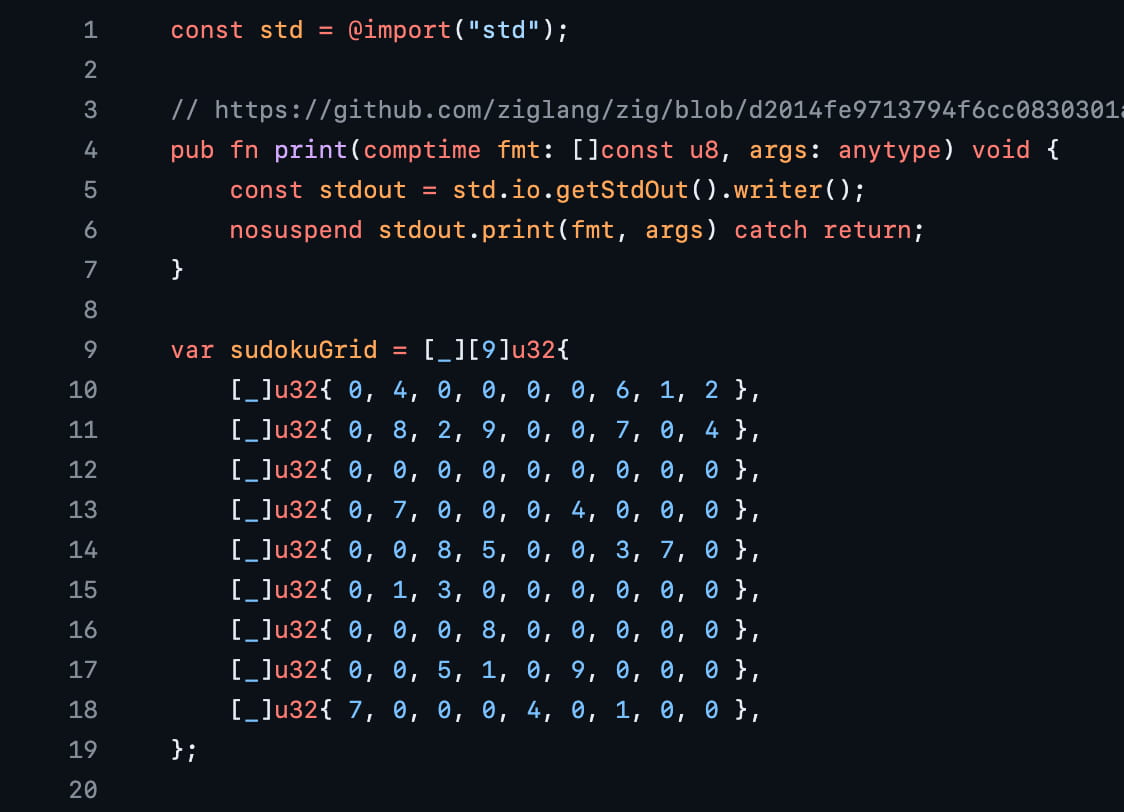 1 const std = @import("std");
2
3 // https://github.com/ziglang/zig/blob/d2014fe9713794f6cc0830301
4 pub fn print(comptime fmt: []const u8, args: anytype) void {
5 const stdout = std.io.getStdOut().writer();
6 nosuspend stdout.print(fmt, args) catch return;
7 }
8
9 var sudokuGrid = [_][9]u32{
10 [_]u32{ 0, 4, 0, 0, 0, 0, 6, 1, 2 },
11 [_]u32{ 0, 8, 2, 9, 0, 0, 7, 0, 4 },
12 [_]u32{ 0, 0, 0, 0, 0, 0, 0, 0, 0 },
13 [_]u32{ 0, 7, 0, 0, 0, 4, 0, 0, 0 },
14 [_]u32{ 0, 0, 8, 5, 0, 0, 3, 7, 0 },
15 [_]u32{ 0, 1, 3, 0, 0, 0, 0, 0, 0 },
16 [_]u32{ 0, 0, 0, 8, 0, 0, 0, 0, 0 },
17 [_]u32{ 0, 0, 5, 1, 0, 9, 0, 0, 0 },
18 [_]u32{ 7, 0, 0, 0, 4, 0, 1, 0, 0 },
19 };
20